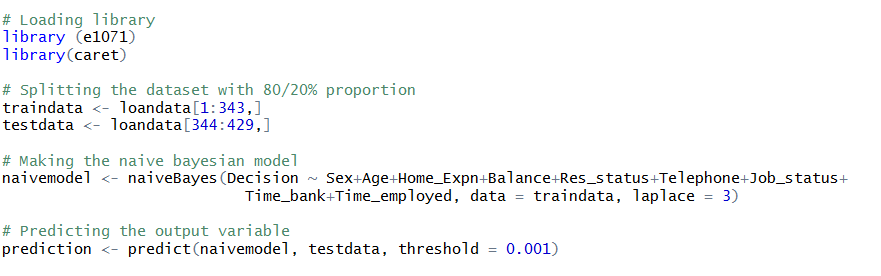 # Loading library
library (e1071)
library(caret)
# Splitting the dataset with 80/20% proportion
traindata <- loandata[1:343,]
testdata <- loandata[344:429,]
# Making the naive bayesian model
naivemodel <- naiveBayes(Decision ~ Sex+Age+Home_Expn+Balance+Res_status+Telephone+Job_status+
Time_bank+Time_employed, data = traindata, laplace = 3)
# Predicting the output variable
prediction <- predict(naivemodel, testdata, threshold = 0.001)